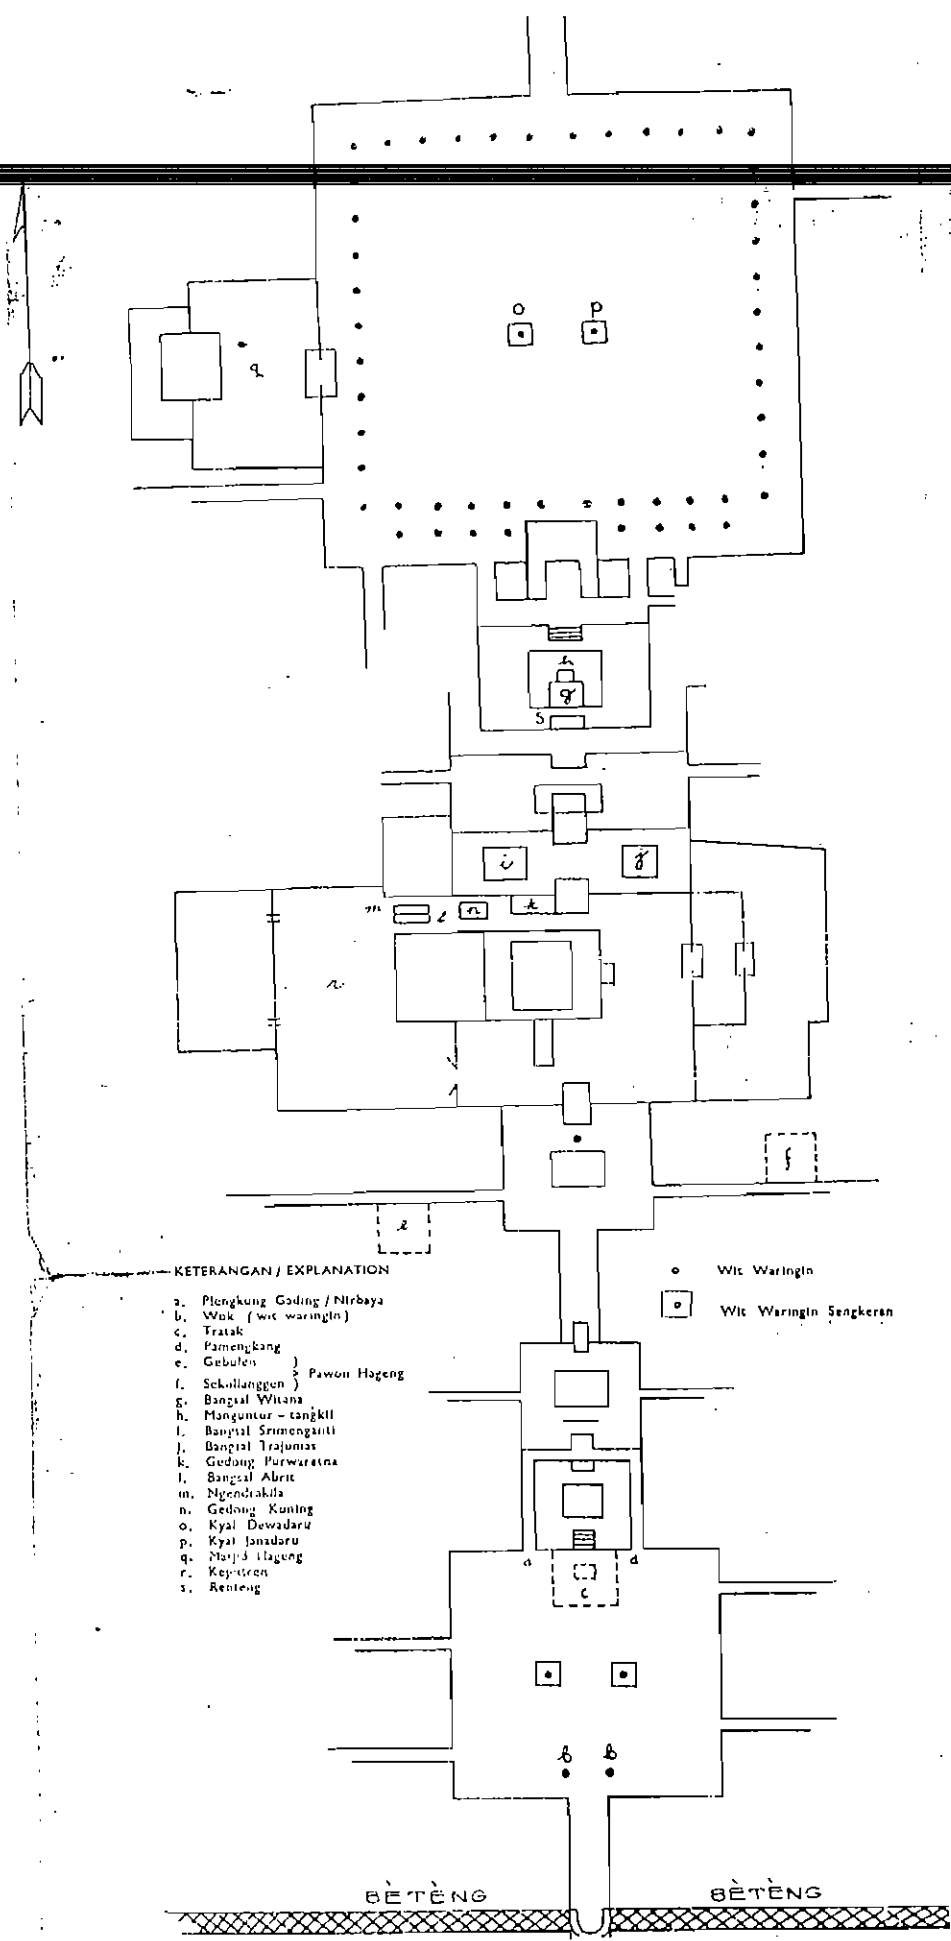 o p
q
h
g
s
i j
m l n k
r
f
e
KETERANGAN / EXPLANATION
a. Plengkung Gading / Nirbaya
b. Wok (wit waringin)
c. Tratak
d. Pamengkang
e. Gebulen )
f. Sekullanggen ) Pawon Hageng
g. Bangsal Witana
h. Manguntur - tangkil
i. Bangsal Srimenganti
j. Bangsal Trajumas
k. Gedong Purwaretna
l. Bangsal Abrit
m. Ngendrakila
n. Gedong Kuning
o. Kyai Dewadaru
p. Kyai Janadaru
q. Masjid Hageng
r. Keputren
s. Renteng
Wit Waringin
Wit Waringin Sengkeran
d d
c
b b
BÈTÈNG BÈTÈNG